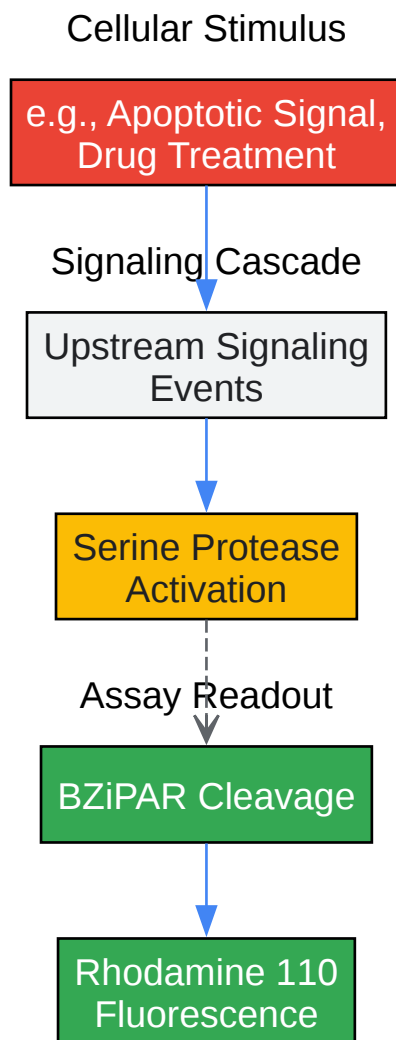 Cellular Stimulus
e.g., Apoptotic Signal,
Drug Treatment
Signaling Cascade
Upstream Signaling
Events
Serine Protease
Activation
Assay Readout
BZiPAR Cleavage
Rhodamine 110
Fluorescence